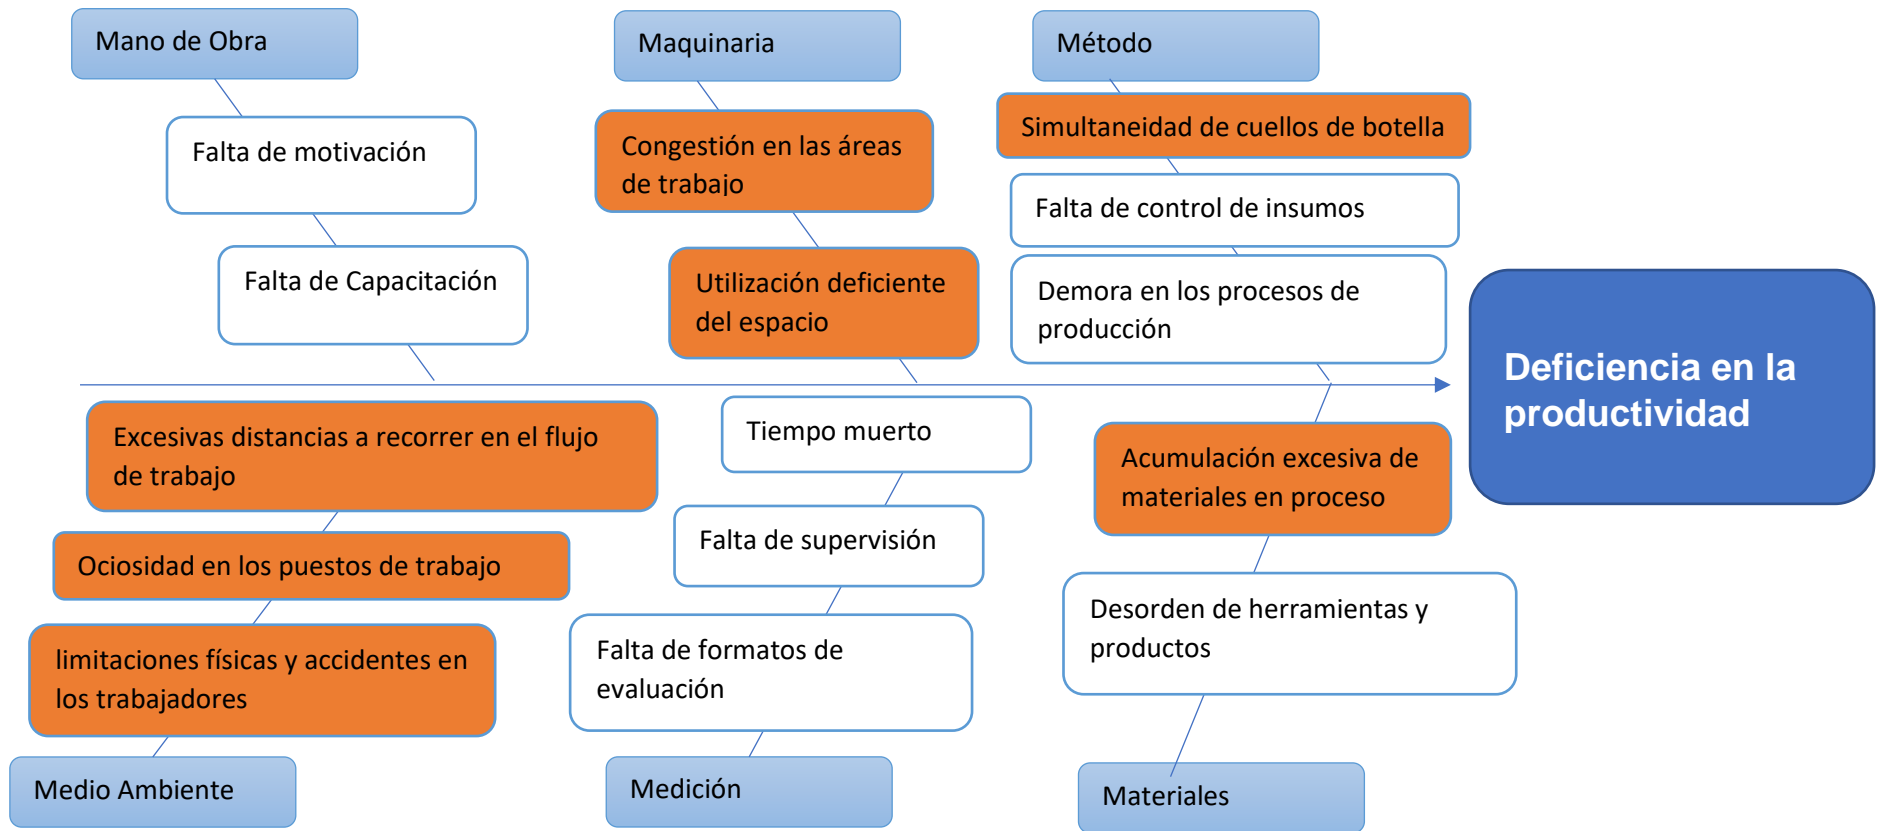 Mano de Obra
Maquinaria
Método
Falta de motivación
Congestión en las áreas
de trabajo
Simultaneidad de cuellos de botella
Falta de control de insumos
Falta de Capacitación
Utilización deficiente
del espacio
Demora en los procesos de
producción
Deficiencia en la
productividad
Excesivas distancias a recorrer en el flujo
de trabajo
Tiempo muerto
Acumulación excesiva de
materiales en proceso
Ociosidad en los puestos de trabajo
Falta de supervisión
limitaciones físicas y accidentes en
los trabajadores
Falta de formatos de
evaluación
Desorden de herramientas y
productos
Medio Ambiente
Medición
Materiales